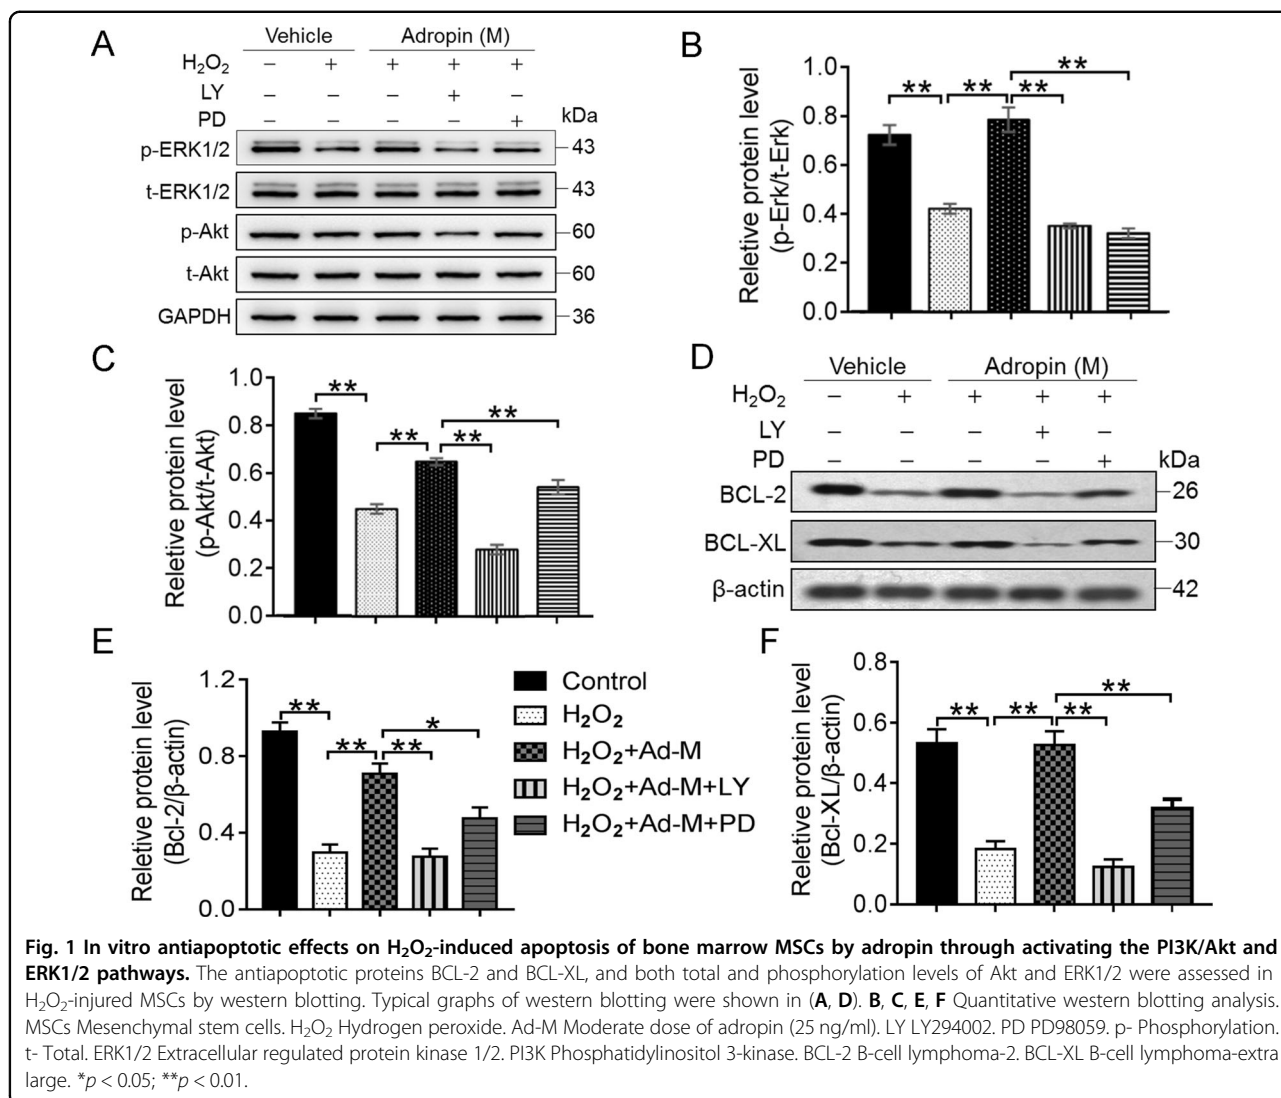 A
Vehicle Adropin (M)
H₂O₂ − + + + +
LY − − − + −
PD − − − − + kDa
p-ERK1/2 43
t-ERK1/2 43
p-Akt 60
t-Akt 60
GAPDH 36
B
Reletive protein level
(p-Erk/t-Erk)
1.0
0.8
0.6
0.4
0.2
0.0
** ** ** **
C
Reletive protein level
(p-Akt/t-Akt)
1.0
0.8
0.6
0.4
0.2
0.0
** ** ** **
D
Vehicle Adropin (M)
H₂O₂ − + + + +
LY − − − + −
PD − − − − + kDa
BCL-2 26
BCL-XL 30
β-actin 42
E
Reletive protein level
(Bcl-2/β-actin)
1.2
0.8
0.4
0.0
** ** ** *
Control
H₂O₂
H₂O₂+Ad-M
H₂O₂+Ad-M+LY
H₂O₂+Ad-M+PD
F
Reletive protein level
(Bcl-XL/β-actin)
0.8
0.6
0.4
0.2
0.0
** ** ** **
Fig. 1 In vitro antiapoptotic effects on H₂O₂-induced apoptosis of bone marrow MSCs by adropin through activating the PI3K/Akt and
ERK1/2 pathways. The antiapoptotic proteins BCL-2 and BCL-XL, and both total and phosphorylation levels of Akt and ERK1/2 were assessed in
H₂O₂-injured MSCs by western blotting. Typical graphs of western blotting were shown in (A, D). B, C, E, F Quantitative western blotting analysis.
MSCs Mesenchymal stem cells. H₂O₂ Hydrogen peroxide. Ad-M Moderate dose of adropin (25 ng/ml). LY LY294002. PD PD98059. p- Phosphorylation.
t- Total. ERK1/2 Extracellular regulated protein kinase 1/2. PI3K Phosphatidylinositol 3-kinase. BCL-2 B-cell lymphoma-2. BCL-XL B-cell lymphoma-extra
large. *p < 0.05; **p < 0.01.